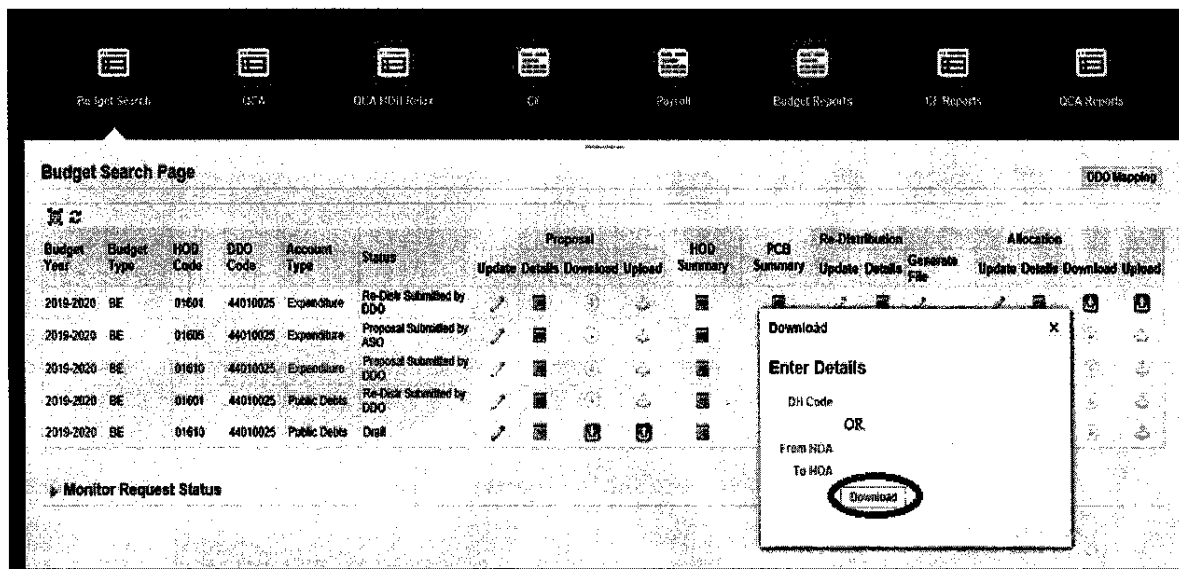 Budget Search QCA QCA HOD Relax CF Payroll Budget Reports CF Reports QCA Reports
Budget Search Page
DDO Mapping
Proposal Re-Distribution Allocation
Budget Year Budget Type HOD Code DDO Code Account Type Status Update Details Download Upload HOD Summary PCB Summary Update Details Generate File Update Details Download Upload
2019-2020 BE 01601 44010025 Expenditure Re-Distr Submitted by DDO
2019-2020 BE 01605 44010025 Expenditure Proposal Submitted by ASO
2019-2020 BE 01610 44010025 Expenditure Proposal Submitted by DDO
2019-2020 BE 01601 44010025 Public Debts Re-Distr Submitted by DDO
2019-2020 BE 01610 44010025 Public Debts Draft
Monitor Request Status
Download X
Enter Details
DH Code
OR
From HOA
To HOA
Download